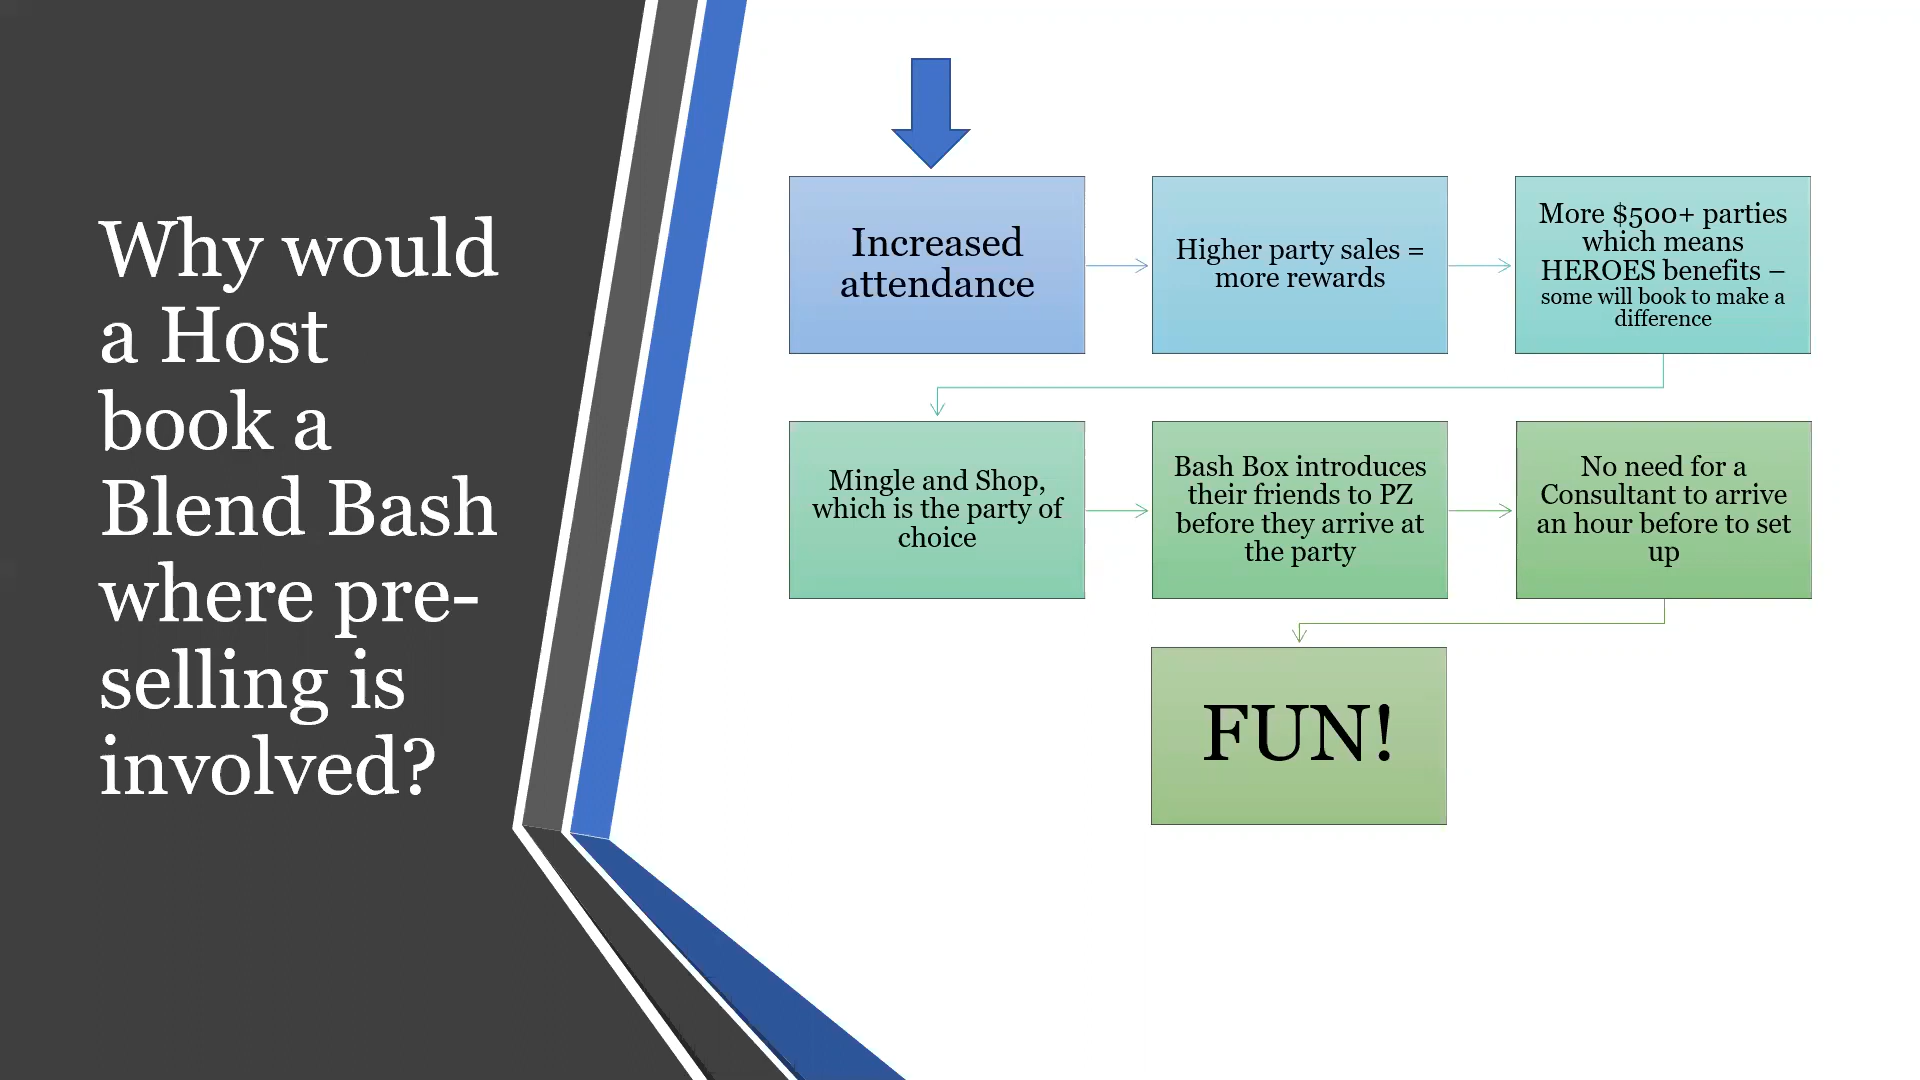 Why would
a Host
book a
Blend Bash
where pre-
selling is
involved?
Increased
attendance
Higher party sales =
more rewards
More $500+ parties
which means
HEROES benefits –
some will book to make a
difference
Mingle and Shop,
which is the party of
choice
Bash Box introduces
their friends to PZ
before they arrive at
the party
No need for a
Consultant to arrive
an hour before to set
up
FUN!